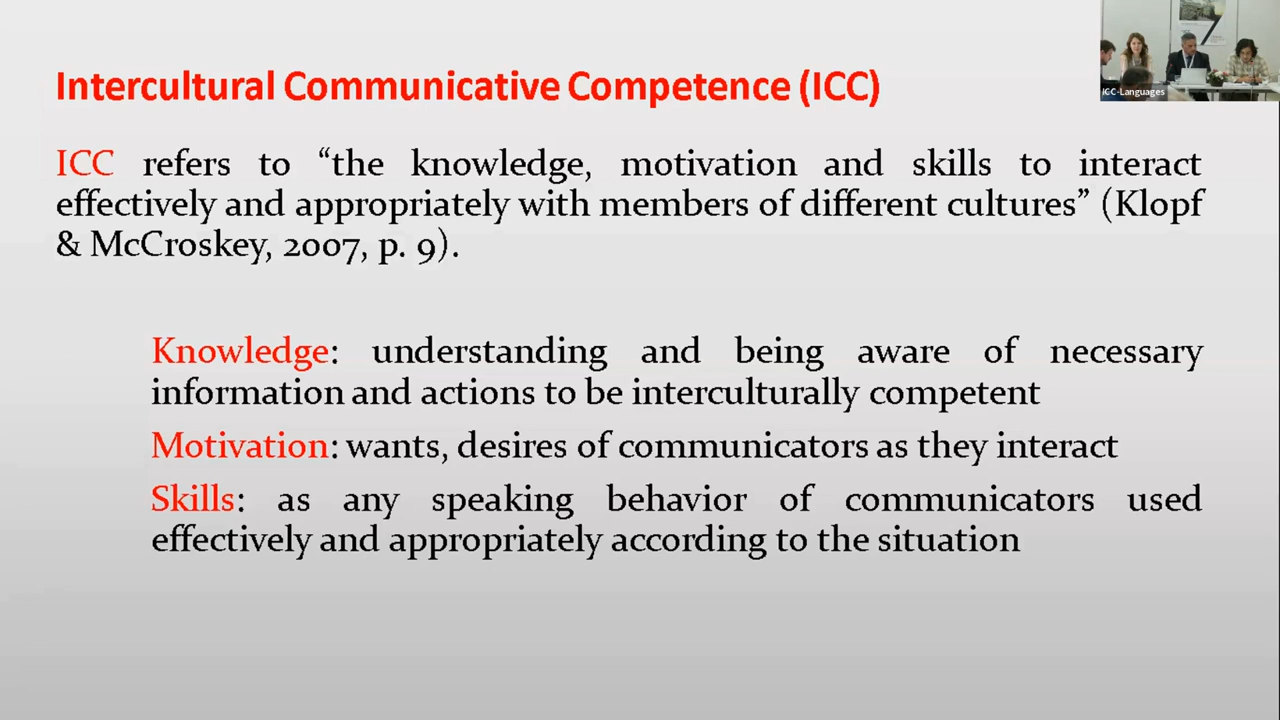 Intercultural Communicative Competence (ICC)
ICC refers to “the knowledge, motivation and skills to interact
effectively and appropriately with members of different cultures” (Klopf
& McCroskey, 2007, p. 9).
Knowledge: understanding and being aware of necessary
information and actions to be interculturally competent
Motivation: wants, desires of communicators as they interact
Skills: as any speaking behavior of communicators used
effectively and appropriately according to the situation
ICC-Languages